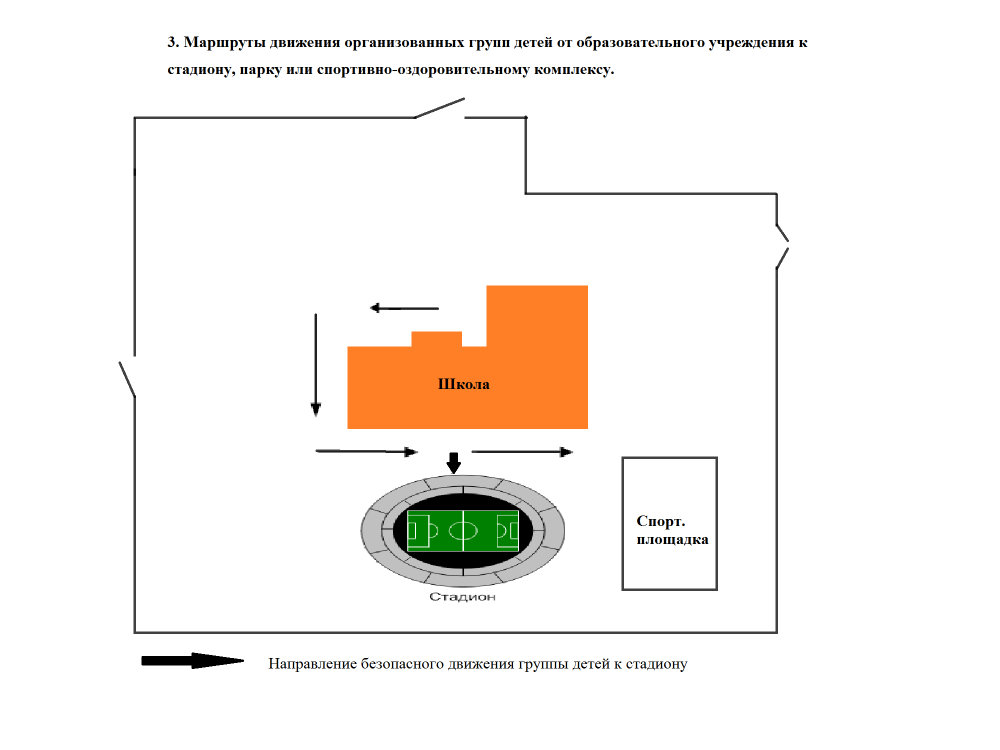 3. Маршруты движения организованных групп детей от образовательного учреждения к
стадиону, парку или спортивно-оздоровительному комплексу.
Школа
Спорт.
площадка
Стадион
Направление безопасного движения группы детей к стадиону